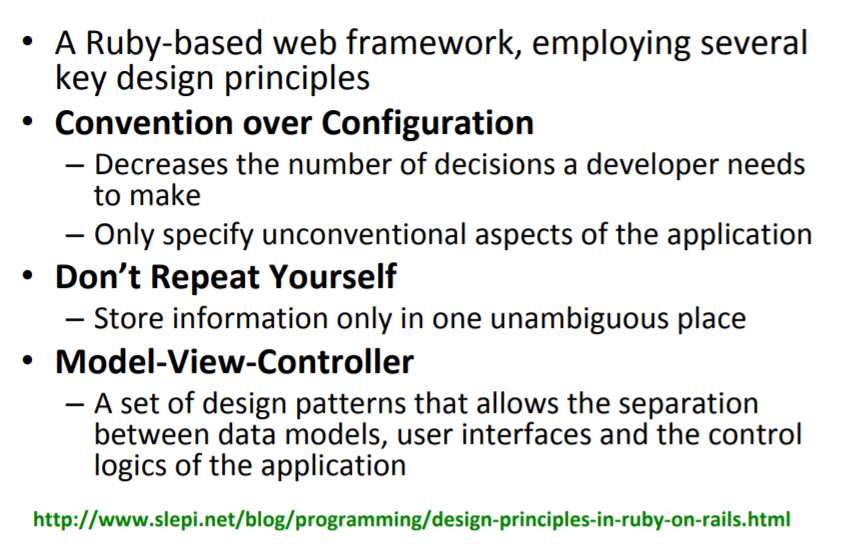 • A Ruby-based web framework, employing several
key design principles
• Convention over Configuration
– Decreases the number of decisions a developer needs
to make
– Only specify unconventional aspects of the application
• Don’t Repeat Yourself
– Store information only in one unambiguous place
• Model-View-Controller
– A set of design patterns that allows the separation
between data models, user interfaces and the control
logics of the application
http://www.slepi.net/blog/programming/design-principles-in-ruby-on-rails.html